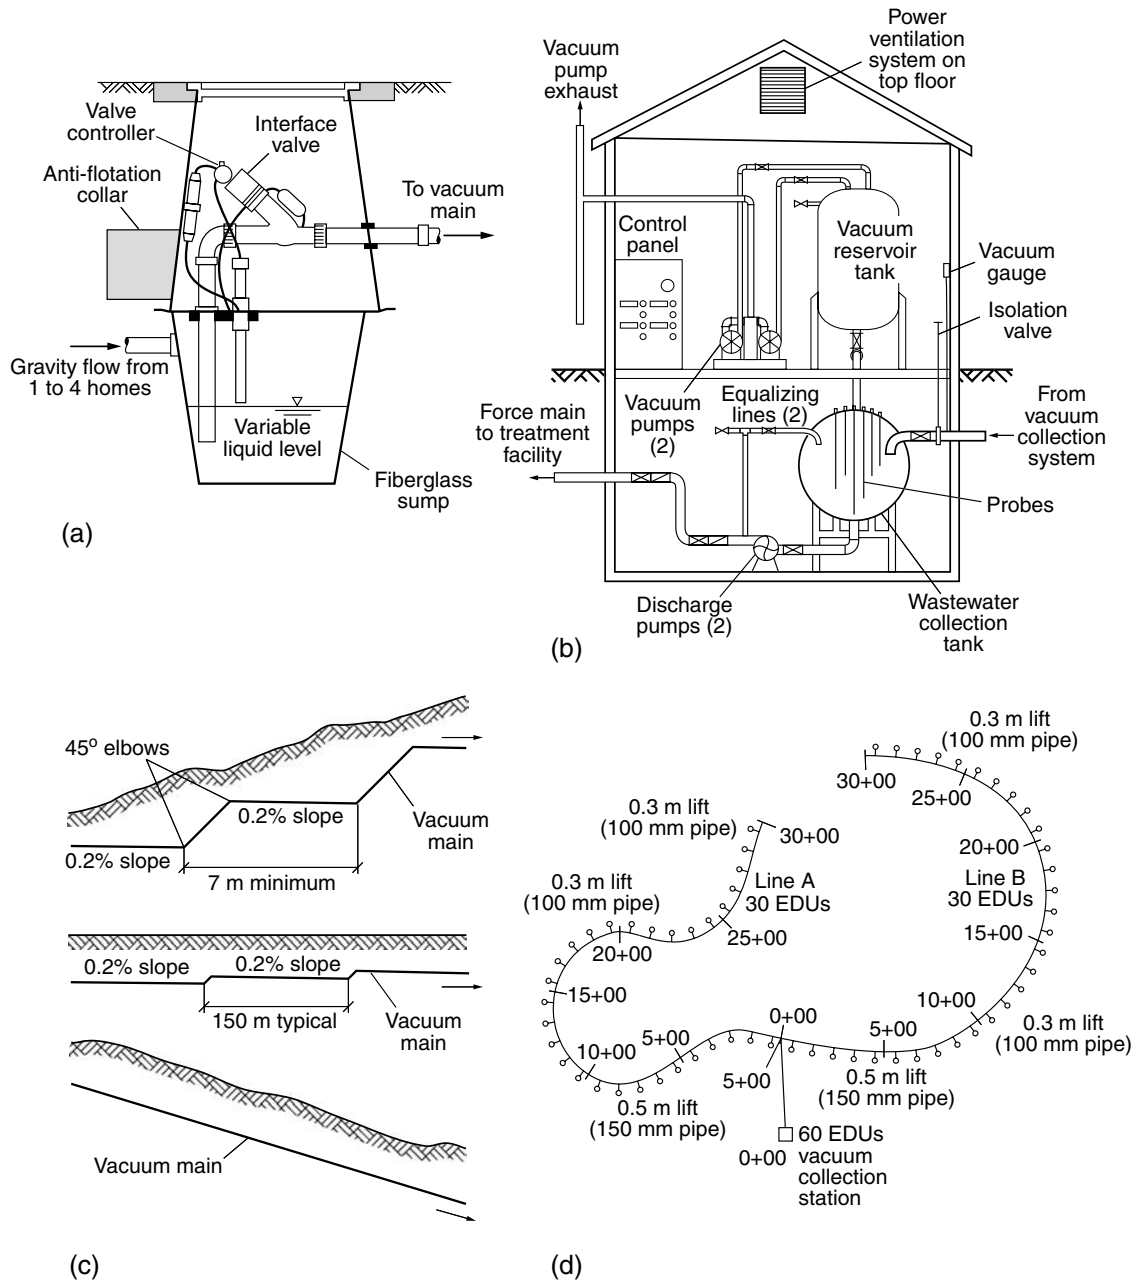 Valve
controller
Interface
valve
Anti-flotation
collar
To vacuum
main
Gravity flow from
1 to 4 homes
Variable
liquid level
Fiberglass
sump
(a)
Vacuum
pump
exhaust
Power
ventilation
system on
top floor
Control
panel
Vacuum
reservoir
tank
Vacuum
gauge
Isolation
valve
Force main
to treatment
facility
Vacuum
pumps
(2)
Equalizing
lines (2)
From
vacuum
collection
system
Probes
Discharge
pumps (2)
Wastewater
collection
tank
(b)
45o elbows
0.2% slope
0.2% slope
Vacuum
main
7 m minimum
0.2% slope
0.2% slope
150 m typical
Vacuum
main
Vacuum main
(c)
0.3 m lift
(100 mm pipe)
30+00
25+00
0.3 m lift
(100 mm pipe)
30+00
20+00
Line A
30 EDUs
Line B
30 EDUs
0.3 m lift
(100 mm pipe)
25+00
20+00
15+00
15+00
10+00
0.3 m lift
(100 mm pipe)
0+00
5+00
5+00
10+00
5+00
0.5 m lift
(150 mm pipe)
0.5 m lift
(150 mm pipe)
0+00
60 EDUs
vacuum
collection
station
(d)